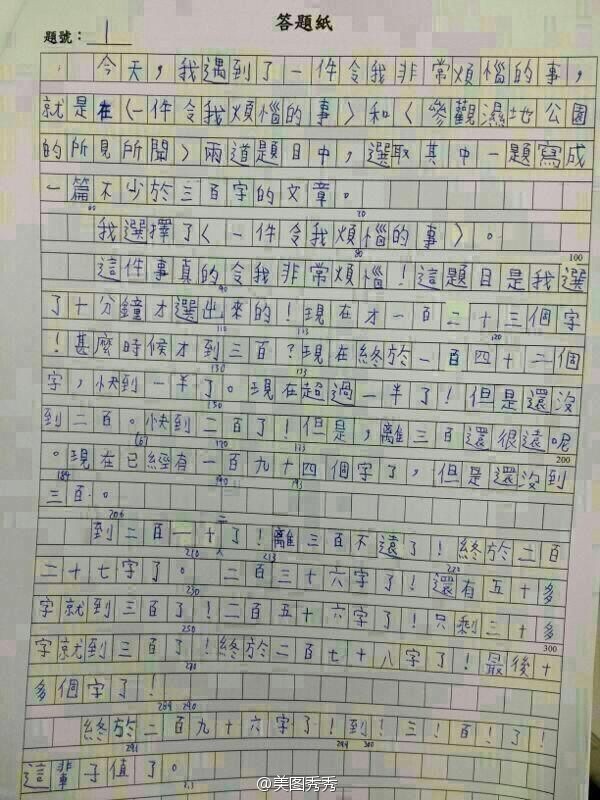 答題紙
題號：1
今天，我遇到了一件令我非常煩惱的事，
就是在〈一件令我煩惱的事〉和〈參觀濕地公園
的所見所聞〉兩道題目中，選取其中一題寫成
一篇不少於三百字的文章。
我選擇了〈一件令我煩惱的事〉。
100
這件事真的令我非常煩惱！這題目是我選
了十分鐘才選出來的！現在才一百二十三個字
！甚麼時候才到三百？現在終於一百四十二個
字，快到一半了。現在超過一半了！但是還沒
到二百。快到二百了！但是，離三百還很遠呢
200
。現在已經有一百九十四個字了，但是還沒到
三百。
到二百一十了！離三百不遠了！終於二百
二十七字了。二百三十六字了！還有五十多
字就到三百了！二百五十六字了！只剩三十多
300
字就到三百了！終於二百七十八字了！最後十
多個字了！
終於二百九十六字了！到！三！百！了！
這輩子值了。
@美图秀秀